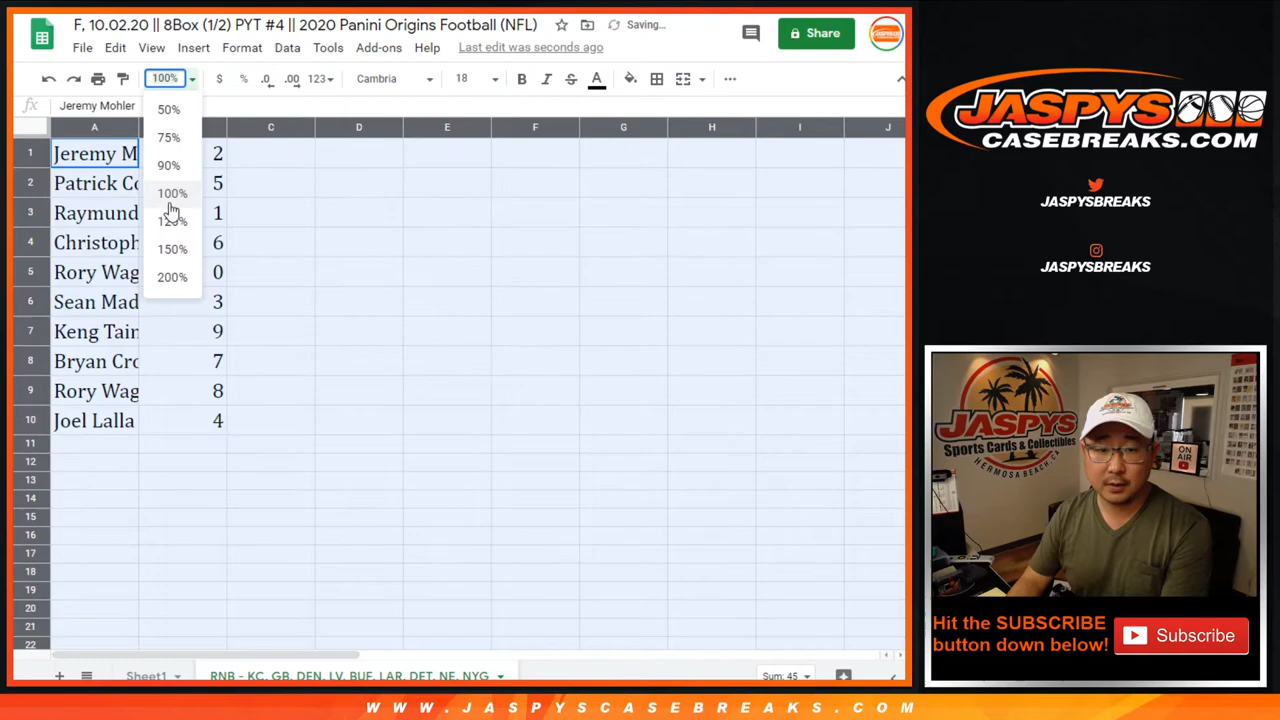 F, 10.02.20 || 8Box (1/2) PYT #4 || 2020 Panini Origins Football (NFL)
Saving...
File Edit View Insert Format Data Tools Add-ons Help Last edit was seconds ago
Share
100% $ % .0 .00 123 Cambria 18 B I S A
fx Jeremy Mohler
A C D E F G H I J
1 Jeremy M 2
2 Patrick Co 5
3 Raymund 1
4 Christoph 6
5 Rory Wag 0
6 Sean Mad 3
7 Keng Tain 9
8 Bryan Cro 7
9 Rory Wag 8
10 Joel Lalla 4
11
12
13
14
15
16
17
18
19
20
21
22
50%
75%
90%
100%
125%
150%
200%
Sheet1
RNB - KC, GB, DEN, LV, BUF, LAR, DET, NE, NYG
Sum: 45
JASPYS
CASEBREAKS.COM
JASPYSBREAKS
JASPYSBREAKS
JASPYS
Sports Cards & Collectibles
HERMOSA BEACH, CA
ON
AIR
Hit the SUBSCRIBE
button down below!
Subscribe
WWW.JASPYSCASEBREAKS.COM